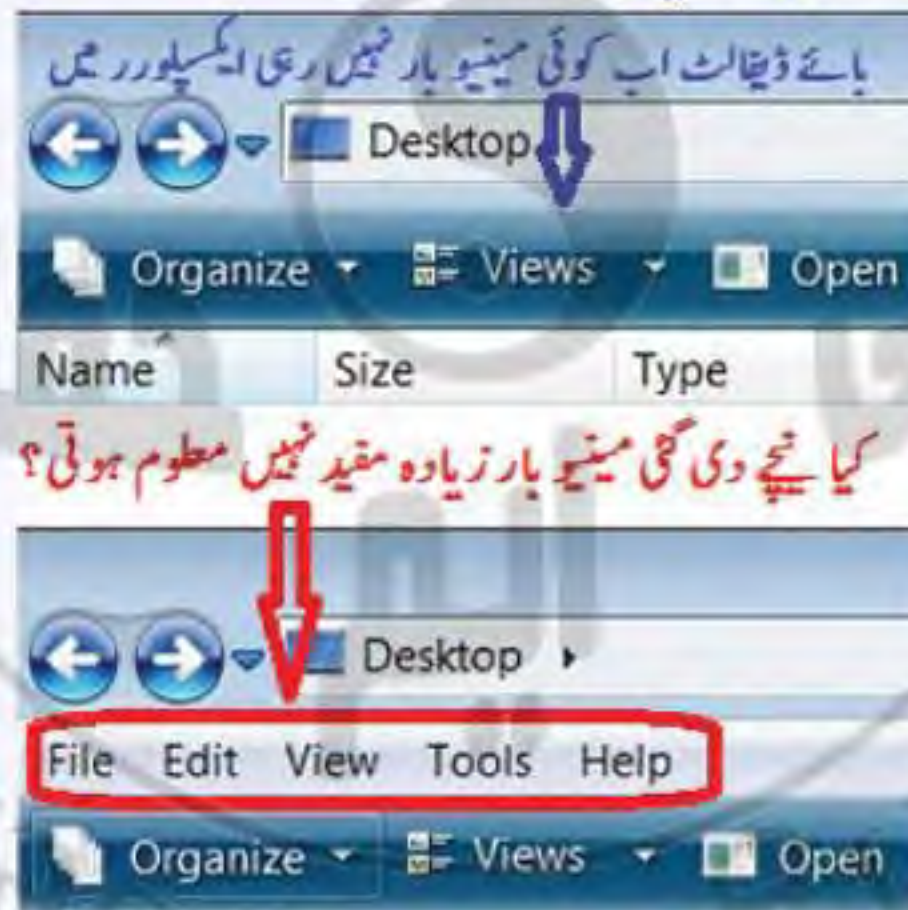 بائے ڈیفالٹ اب کوئی مینیو بار نہیں رہی ایکسپلورر میں
Desktop
Organize Views Open
Name Size Type
کیا نیچے دی گئی مینیو بار زیادہ مفید نہیں معلوم ہوتی؟
Desktop
File Edit View Tools Help
Organize Views Open